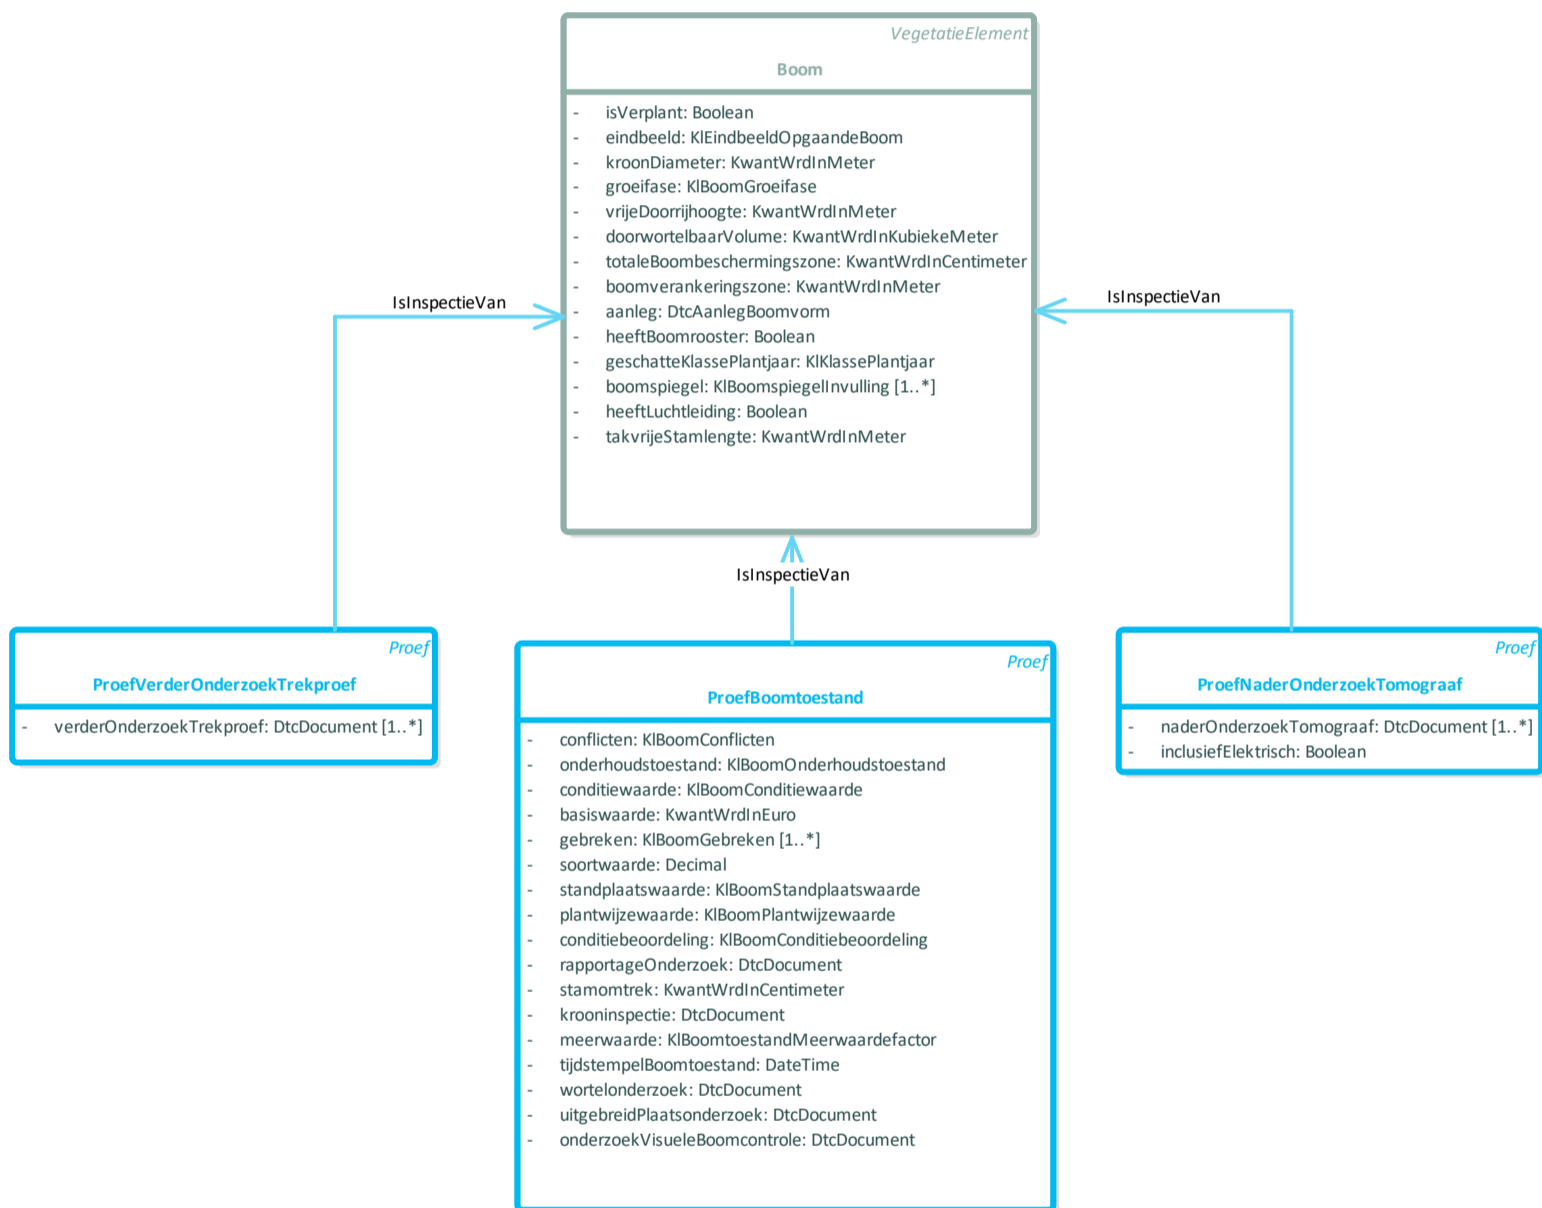 VegetatieElement
Boom
- isVerplant: Boolean
- eindbeeld: KlEindbeeldOpgaandeBoom
- kroonDiameter: KwantWrdInMeter
- groeifase: KlBoomGroeifase
- vrijeDoorrijhoogte: KwantWrdInMeter
- doorwortelbaarVolume: KwantWrdInKubiekeMeter
- totaleBoombeschermingszone: KwantWrdInCentimeter
- boomverankeringszone: KwantWrdInMeter
- aanleg: DtcAanlegBoomvorm
- heeftBoomrooster: Boolean
- geschatteKlassePlantjaar: KlKlassePlantjaar
- boomspiegel: KlBoomspiegelInvulling [1..*]
- heeftLuchtleiding: Boolean
- takvrijeStamlengte: KwantWrdInMeter
IsInspectieVan
IsInspectieVan
IsInspectieVan
Proef
ProefVerderOnderzoekTrekproef
- verderOnderzoekTrekproef: DtcDocument [1..*]
Proef
ProefBoomtoestand
- conflicten: KlBoomConflicten
- onderhoudstoestand: KlBoomOnderhoudstoestand
- conditiewaarde: KlBoomConditiewaarde
- basiswaarde: KwantWrdInEuro
- gebreken: KlBoomGebreken [1..*]
- soortwaarde: Decimal
- standplaatswaarde: KlBoomStandplaatswaarde
- plantwijzewaarde: KlBoomPlantwijzewaarde
- conditiebeoordeling: KlBoomConditiebeoordeling
- rapportageOnderzoek: DtcDocument
- stamomtrek: KwantWrdInCentimeter
- krooninspectie: DtcDocument
- meerwaarde: KlBoomtoestandMeerwaardefactor
- tijdstempelBoomtoestand: DateTime
- wortelonderzoek: DtcDocument
- uitgebreidPlaatsonderzoek: DtcDocument
- onderzoekVisueleBoomcontrole: DtcDocument
Proef
ProefNaderOnderzoekTomograaf
- naderOnderzoekTomograaf: DtcDocument [1..*]
- inclusiefElektrisch: Boolean